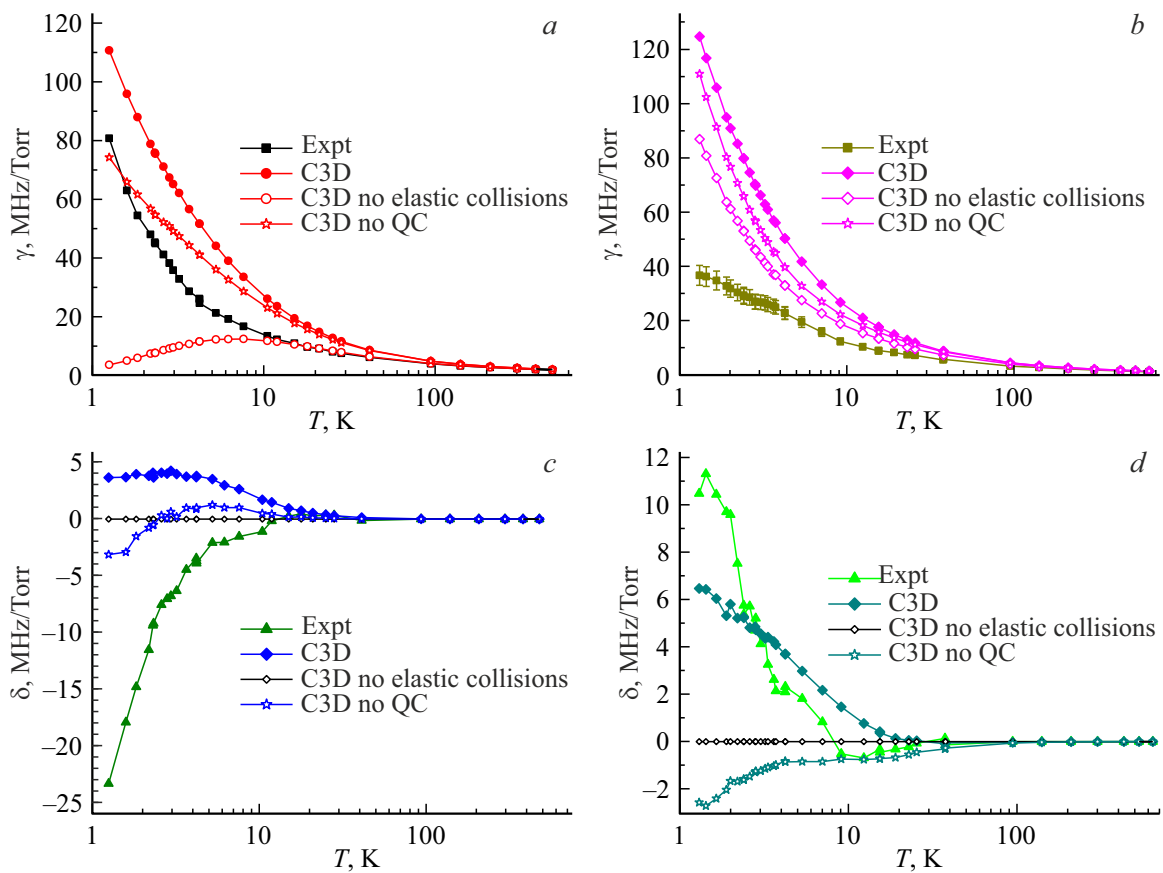 a
120
100
80
60
40
20
0
γ, MHz/Torr
Expt
C3D
C3D no elastic collisions
C3D no QC
1
10
100
T, K
b
120
100
80
60
40
20
0
γ, MHz/Torr
Expt
C3D
C3D no elastic collisions
C3D no QC
1
10
100
T, K
c
5
0
–5
–10
–15
–20
–25
δ, MHz/Torr
Expt
C3D
C3D no elastic collisions
C3D no QC
1
10
100
T, K
d
12
10
8
6
4
2
0
–2
δ, MHz/Torr
Expt
C3D
C3D no elastic collisions
C3D no QC
1
10
100
T, K